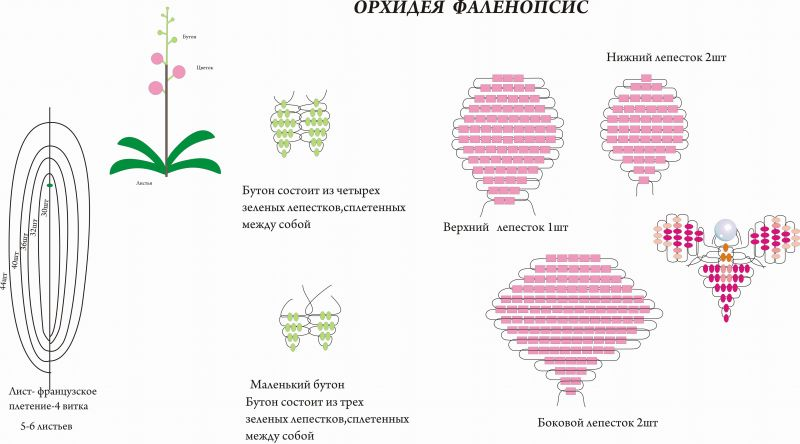 ОРХИДЕЯ ФАЛЕНОПСИС
Бутон
Цветок
Листья
Нижний лепесток 2шт
Бутон состоит из четырех
зеленых лепестков,сплетенных
между собой
Верхний лепесток 1шт
30шт
32шт
36шт
40шт
44шт
Маленький бутон
Бутон состоит из трех
зеленых лепестков,сплетенных
между собой
Боковой лепесток 2шт
Лист- французское
плетение-4 витка
5-6 листьев